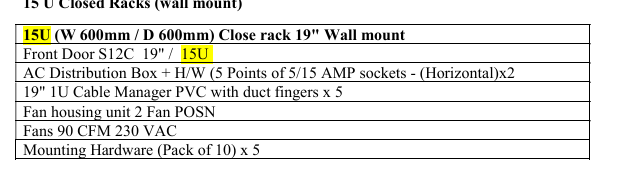 15 U Closed Racks (wall mount)
15U (W 600mm / D 600mm) Close rack 19" Wall mount
Front Door S12C 19" / 15U
AC Distribution Box + H/W (5 Points of 5/15 AMP sockets - (Horizontal)x2
19" 1U Cable Manager PVC with duct fingers x 5
Fan housing unit 2 Fan POSN
Fans 90 CFM 230 VAC
Mounting Hardware (Pack of 10) x 5